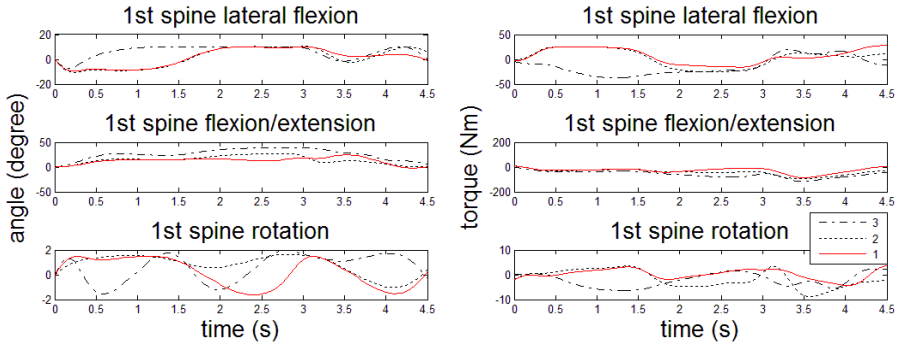 1st spine lateral flexion
20
0
-20
0 0.5 1 1.5 2 2.5 3 3.5 4 4.5
1st spine flexion/extension
50
0
-50
0 0.5 1 1.5 2 2.5 3 3.5 4 4.5
1st spine rotation
2
0
-2
0 0.5 1 1.5 2 2.5 3 3.5 4 4.5
angle (degree)
time (s)
1st spine lateral flexion
50
0
-50
0 0.5 1 1.5 2 2.5 3 3.5 4 4.5
1st spine flexion/extension
200
0
-200
0 0.5 1 1.5 2 2.5 3 3.5 4 4.5
1st spine rotation
10
0
-10
0 0.5 1 1.5 2 2.5 3 3.5 4 4.5
torque (Nm)
time (s)
3
2
1